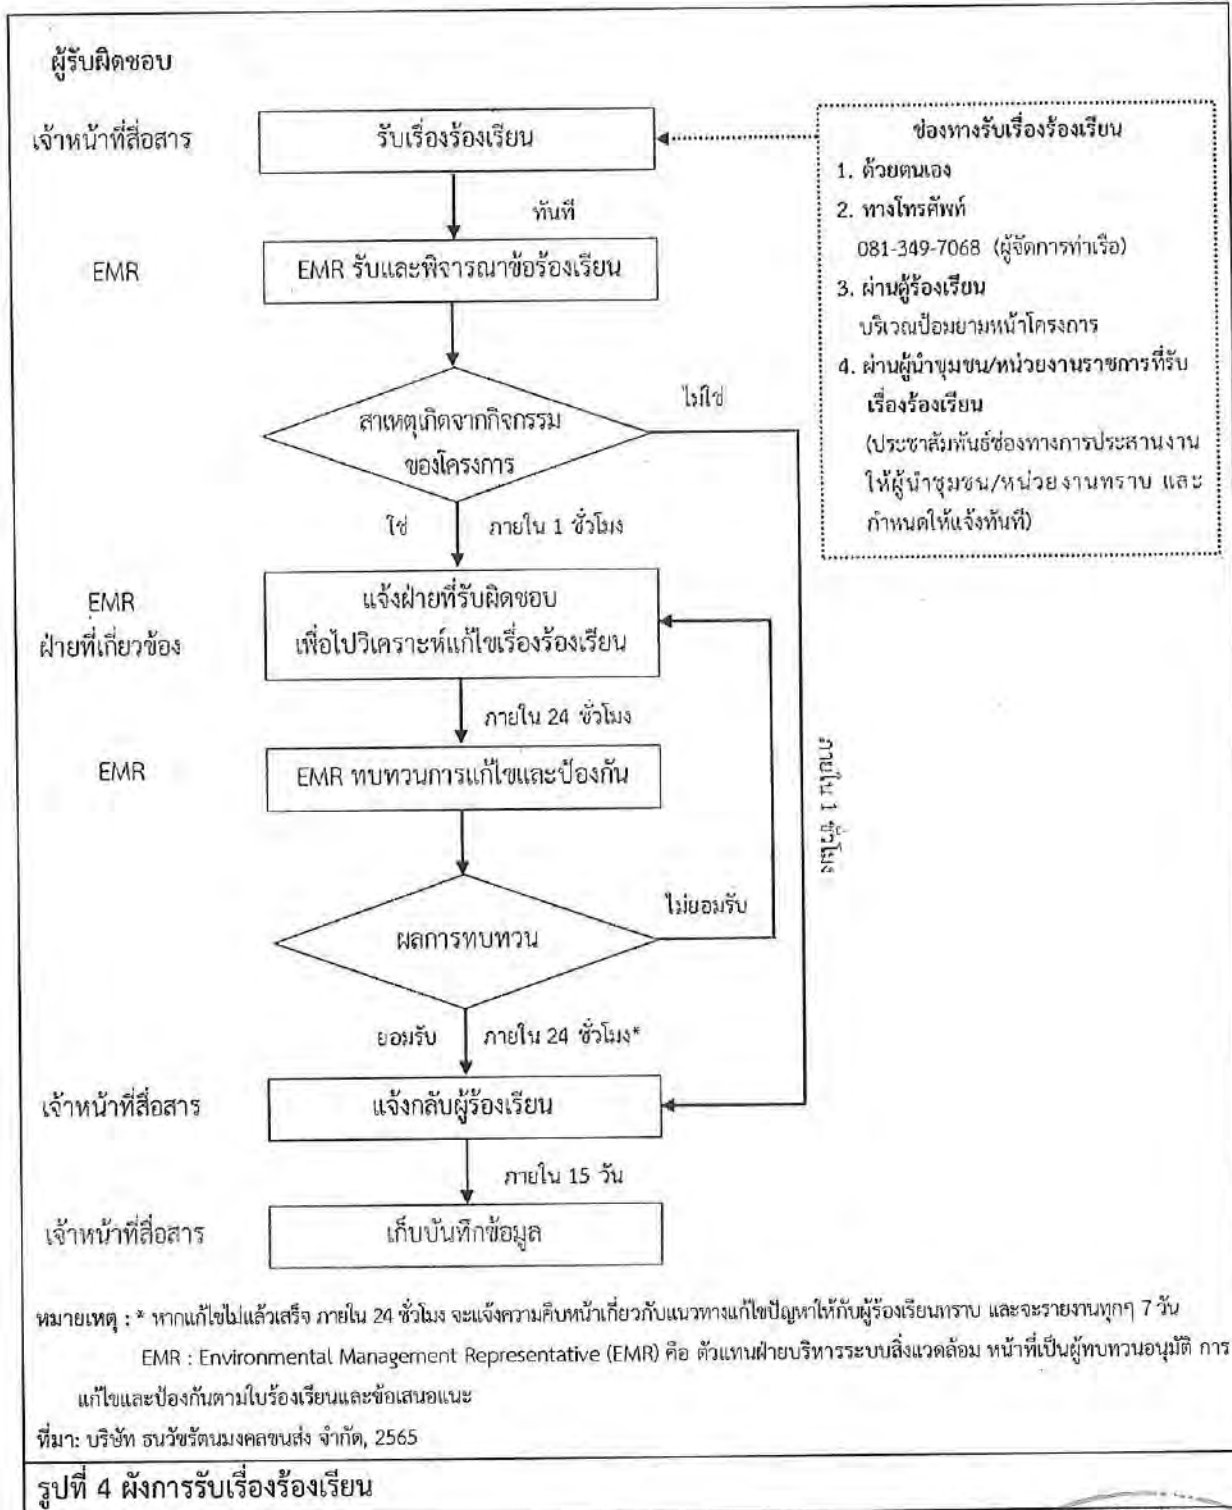 ผู้รับผิดชอบ
เจ้าหน้าที่สื่อสาร
รับเรื่องร้องเรียน
ทันที
EMR
EMR รับและพิจารณาข้อร้องเรียน
สาเหตุเกิดจากกิจกรรม
ของโครงการ
ไม่ใช่
ใช่
ภายใน 1 ชั่วโมง
EMR
ฝ่ายที่เกี่ยวข้อง
แจ้งฝ่ายที่รับผิดชอบ
เพื่อไปวิเคราะห์แก้ไขเรื่องร้องเรียน
ภายใน 24 ชั่วโมง
EMR
EMR ทบทวนการแก้ไขและป้องกัน
ภายใน 1 ชั่วโมง
ผลการทบทวน
ไม่ยอมรับ
ยอมรับ
ภายใน 24 ชั่วโมง*
เจ้าหน้าที่สื่อสาร
แจ้งกลับผู้ร้องเรียน
ภายใน 15 วัน
เจ้าหน้าที่สื่อสาร
เก็บบันทึกข้อมูล
ช่องทางรับเรื่องร้องเรียน
1. ด้วยตนเอง
2. ทางโทรศัพท์
081-349-7068 (ผู้จัดการท่าเรือ)
3. ผ่านตู้ร้องเรียน
บริเวณป้อมยามหน้าโครงการ
4. ผ่านผู้นำชุมชน/หน่วยงานราชการที่รับ
เรื่องร้องเรียน
(ประชาสัมพันธ์ช่องทางการประสานงาน
ให้ผู้นำชุมชน/หน่วยงานทราบ และ
กำหนดให้แจ้งทันที)
หมายเหตุ : * หากแก้ไขไม่แล้วเสร็จ ภายใน 24 ชั่วโมง จะแจ้งความคืบหน้าเกี่ยวกับแนวทางแก้ไขปัญหาให้กับผู้ร้องเรียนทราบ และจะรายงานทุกๆ 7 วัน
EMR : Environmental Management Representative (EMR) คือ ตัวแทนฝ่ายบริหารระบบสิ่งแวดล้อม หน้าที่เป็นผู้ทบทวนอนุมัติ การ
แก้ไขและป้องกันตามใบร้องเรียนและข้อเสนอแนะ
ที่มา: บริษัท ธนวัชรัตนมงคลขนส่ง จำกัด, 2565
รูปที่ 4 ผังการรับเรื่องร้องเรียน